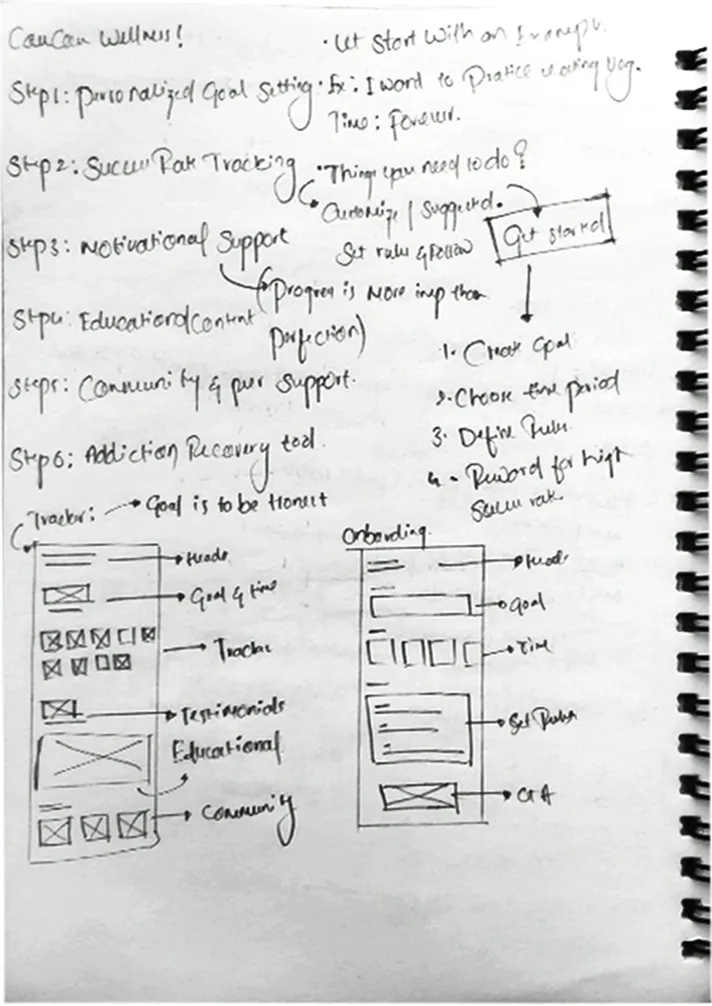 CanCan Wellness!
Step1: Personalized Goal Setting
Step2: Success Rate Tracking
Step3: Motivational Support
(Progress is More imp than
perfection)
Step4: Educational Content
Step5: Community & peer Support.
Step6: Addiction Recovery tool.
· Let Start With an Example.
· Ex: I want to Pratice eating Veg.
Time: Forever.
· Things you need to do?
Customize / Suggested.
Set rules & Follow
Get started
1. Create Goal
2. Choose time period
3. Define Rules.
4. Reward for high
Success rate.
Tracker: → Goal is to be Honest
Header
Goal & time
Tracker
Testimonials
Educational
Community
Onboarding.
Header
Goal
Time
Set Rules
CTA